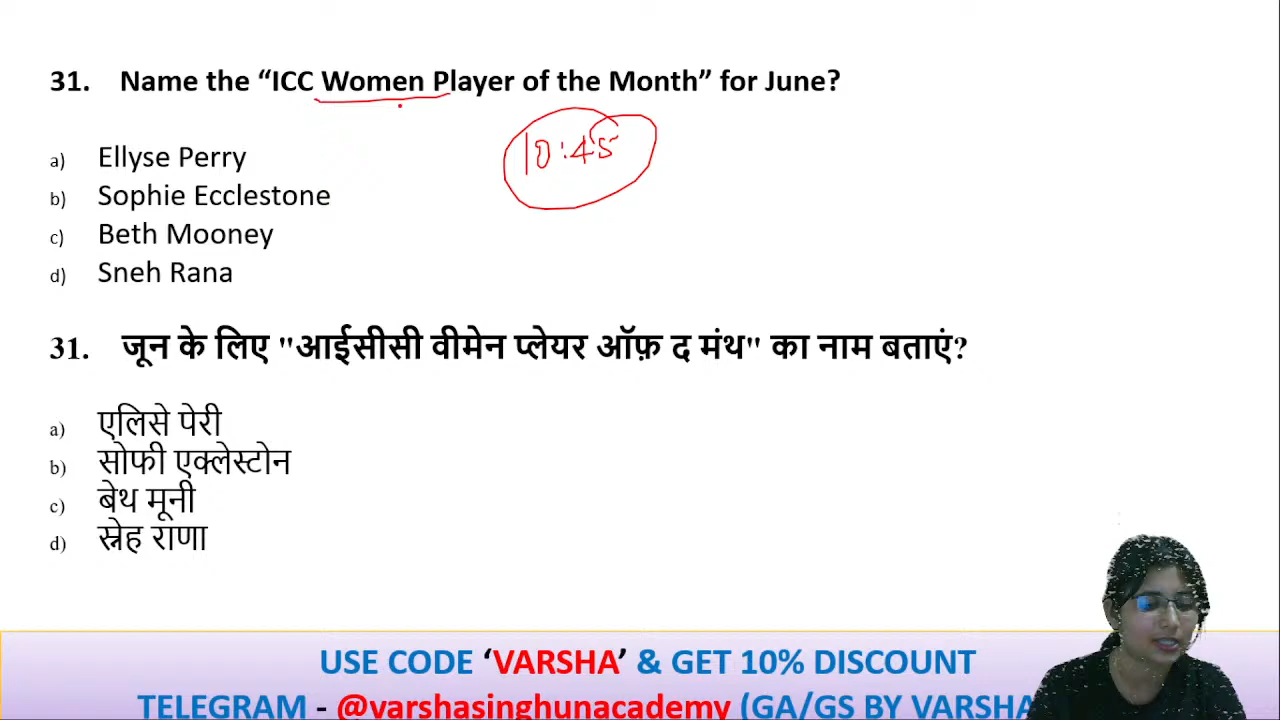 31. Name the “ICC Women Player of the Month” for June?
10:45
a) Ellyse Perry
b) Sophie Ecclestone
c) Beth Mooney
d) Sneh Rana
31. जून के लिए "आईसीसी वीमेन प्लेयर ऑफ़ द मंथ" का नाम बताएं?
a) एलिसे पेरी
b) सोफी एक्लेस्टोन
c) बेथ मूनी
d) स्नेह राणा
USE CODE ‘VARSHA’ & GET 10% DISCOUNT
TELEGRAM - @varshasinghunacademy (GA/GS BY VARSHA